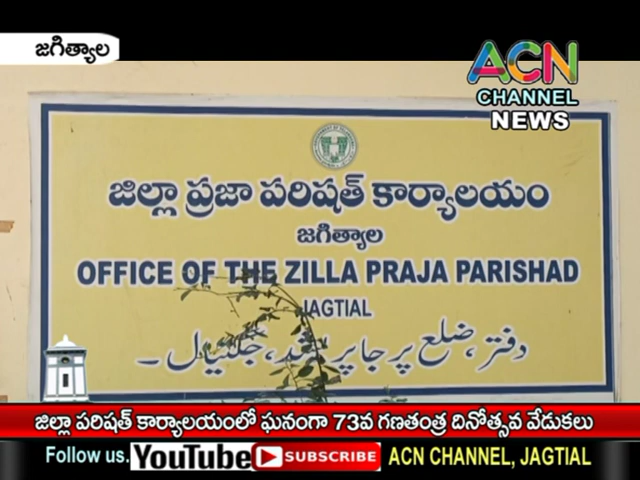 జగిత్యాల
ACN
CHANNEL
NEWS
జిల్లా ప్రజా పరిషత్ కార్యాలయం
జగిత్యాల
OFFICE OF THE ZILLA PRAJA PARISHAD
JAGTIAL
دفتر، ضلع پرجا پریشد، جگتیال۔
జిల్లా పరిషత్ కార్యాలయంలో ఘనంగా 73వ గణతంత్ర దినోత్సవ వేడుకలు
Follow us. YouTube SUBSCRIBE ACN CHANNEL, JAGTIAL